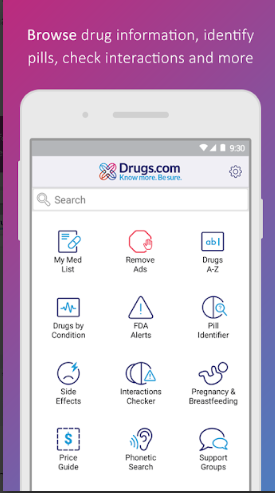 Browse drug information, identify
pills, check interactions and more
9:30
Drugs.com
Know more. Be sure.
Search
My Med
List
Remove
Ads
ab
Drugs
A-Z
Drugs by
Condition
FDA
Alerts
Pill
Identifier
Side
Effects
Interactions
Checker
Pregnancy &
Breastfeeding
$
Price
Guide
Phonetic
Search
Support
Groups